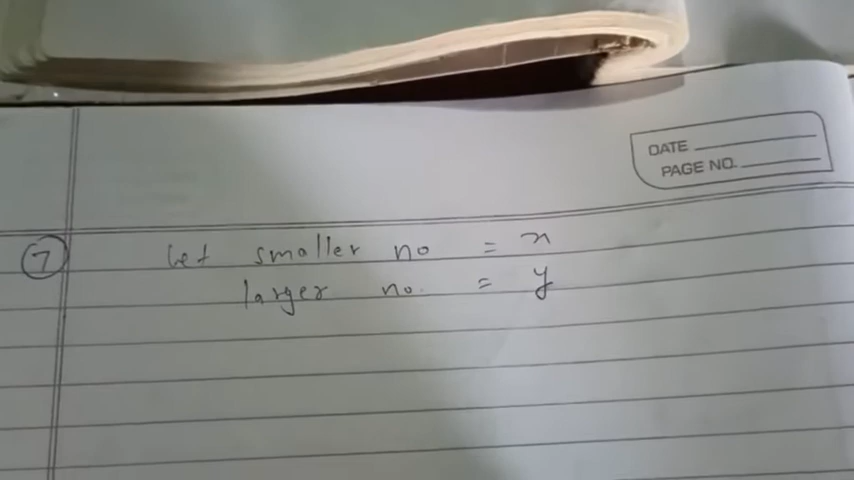 DATE
PAGE NO.
7 Let smaller no = x
larger no. = y